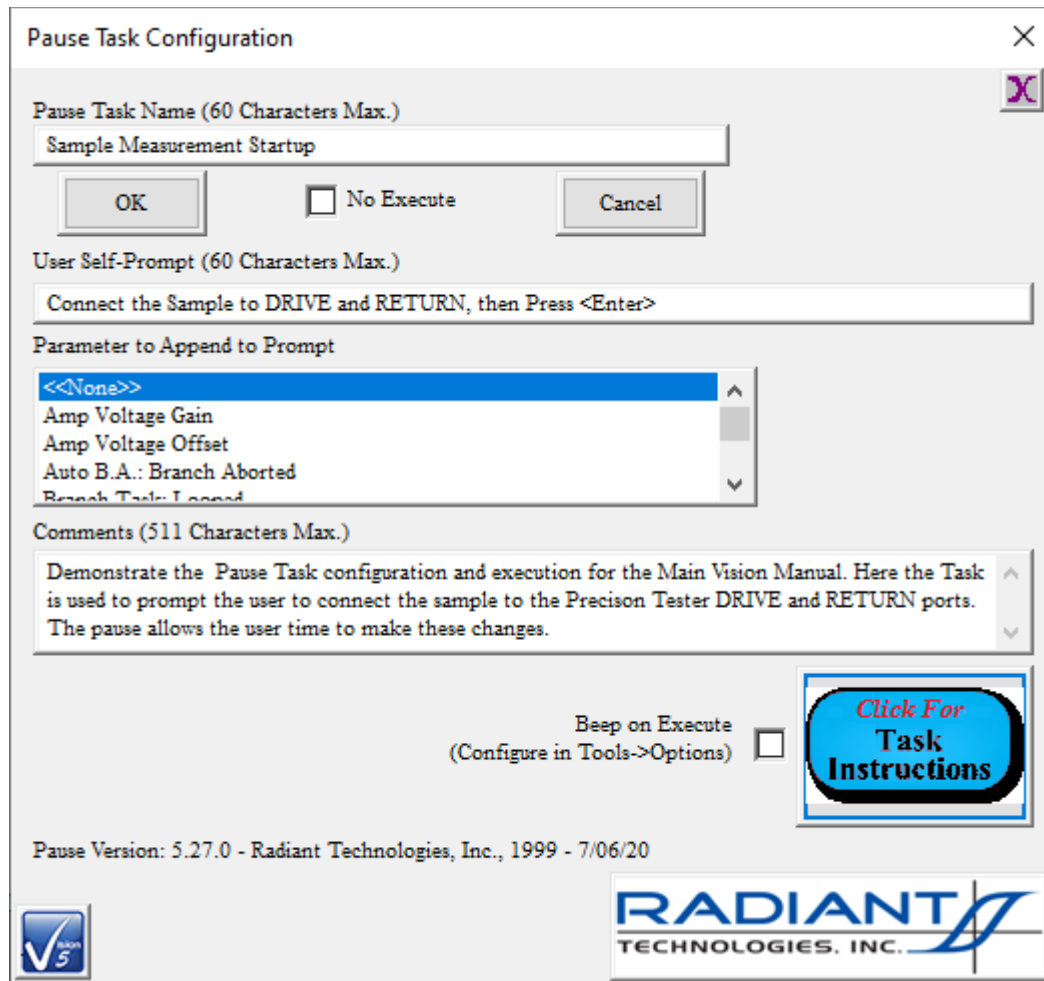 Pause Task Configuration
Pause Task Name (60 Characters Max.)
Sample Measurement Startup
OK
No Execute
Cancel
User Self-Prompt (60 Characters Max.)
Connect the Sample to DRIVE and RETURN, then Press <Enter>
Parameter to Append to Prompt
<<None>>
Amp Voltage Gain
Amp Voltage Offset
Auto B.A.: Branch Aborted
Branch Task: Looped
Comments (511 Characters Max.)
Demonstrate the  Pause Task configuration and execution for the Main Vision Manual. Here the Task
is used to prompt the user to connect the sample to the Precison Tester DRIVE and RETURN ports.
The pause allows the user time to make these changes.
Beep on Execute
(Configure in Tools->Options)
Click For
Task
Instructions
Pause Version: 5.27.0 - Radiant Technologies, Inc., 1999 - 7/06/20
Vision
5
RADIANT
TECHNOLOGIES, INC.